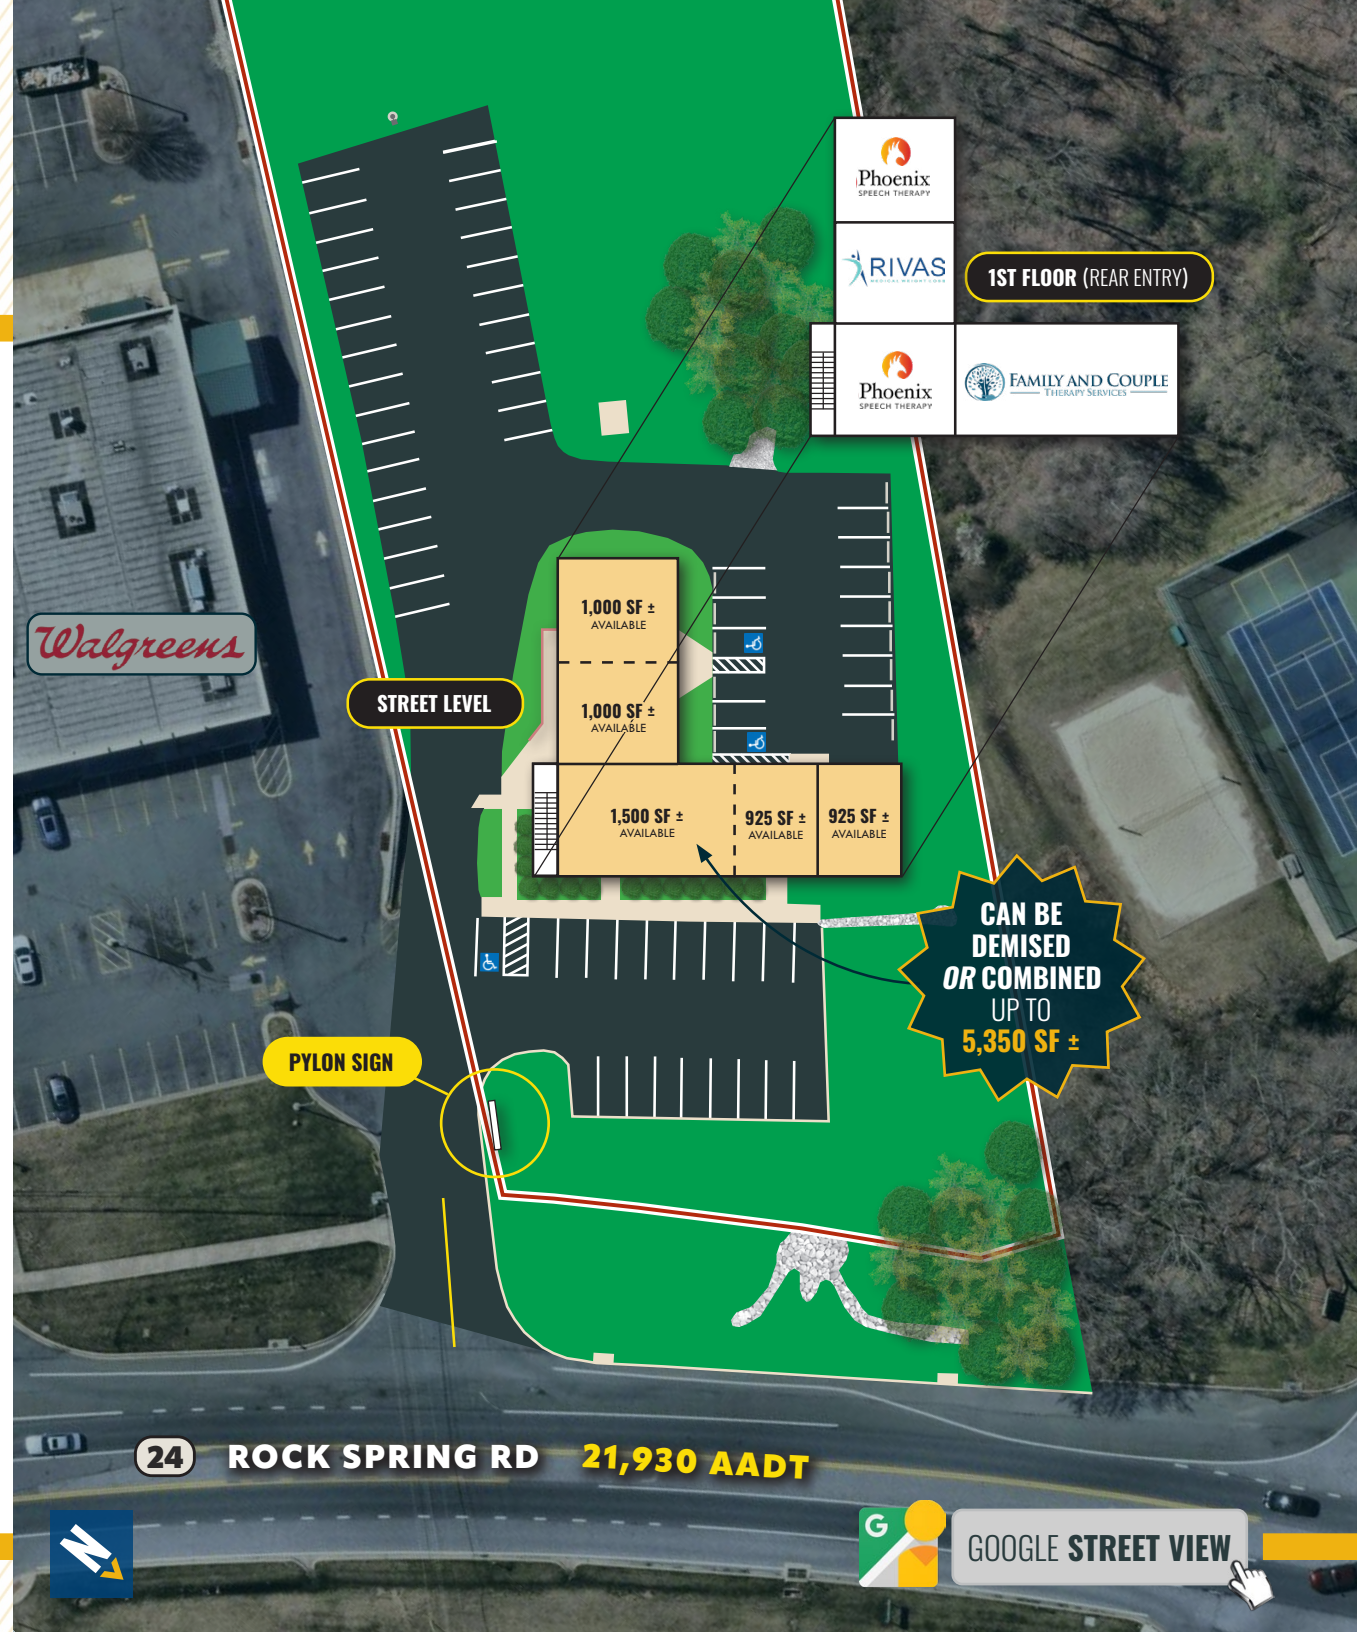 Phoenix
SPEECH THERAPY
RIVAS
MEDICAL WEIGHT LOSS
1ST FLOOR (REAR ENTRY)
Phoenix
SPEECH THERAPY
FAMILY AND COUPLE
THERAPY SERVICES
1,000 SF ±
AVAILABLE
Walgreens
STREET LEVEL
1,000 SF ±
AVAILABLE
1,500 SF ±
AVAILABLE
925 SF ±
AVAILABLE
925 SF ±
AVAILABLE
CAN BE
DEMISED
OR COMBINED
UP TO
5,350 SF ±
PYLON SIGN
24 ROCK SPRING RD 21,930 AADT
N
G
GOOGLE STREET VIEW